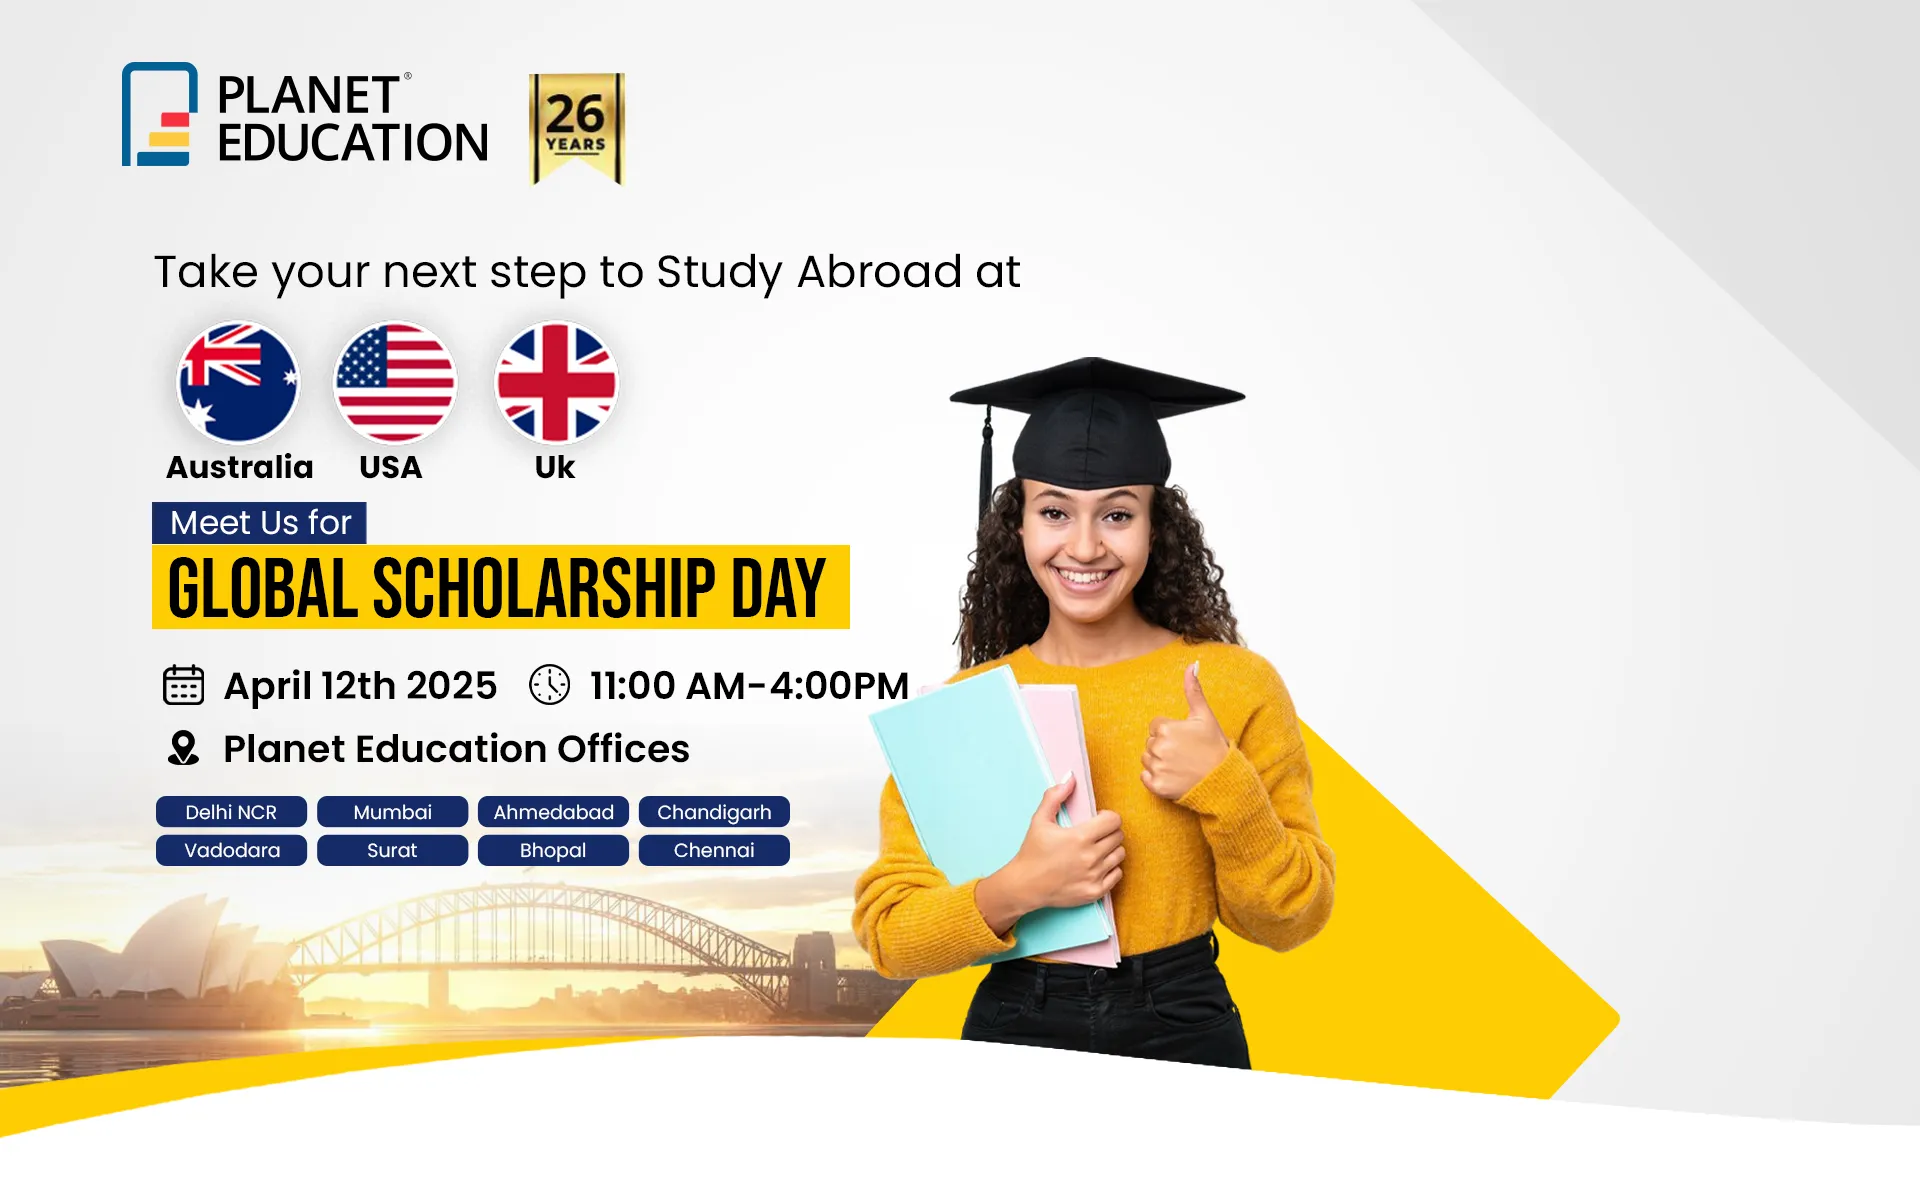 PLANET®
EDUCATION
26
YEARS
Take your next step to Study Abroad at
Australia USA Uk
Meet Us for
GLOBAL SCHOLARSHIP DAY
April 12th 2025 11:00 AM-4:00PM
Planet Education Offices
Delhi NCR Mumbai Ahmedabad Chandigarh
Vadodara Surat Bhopal Chennai